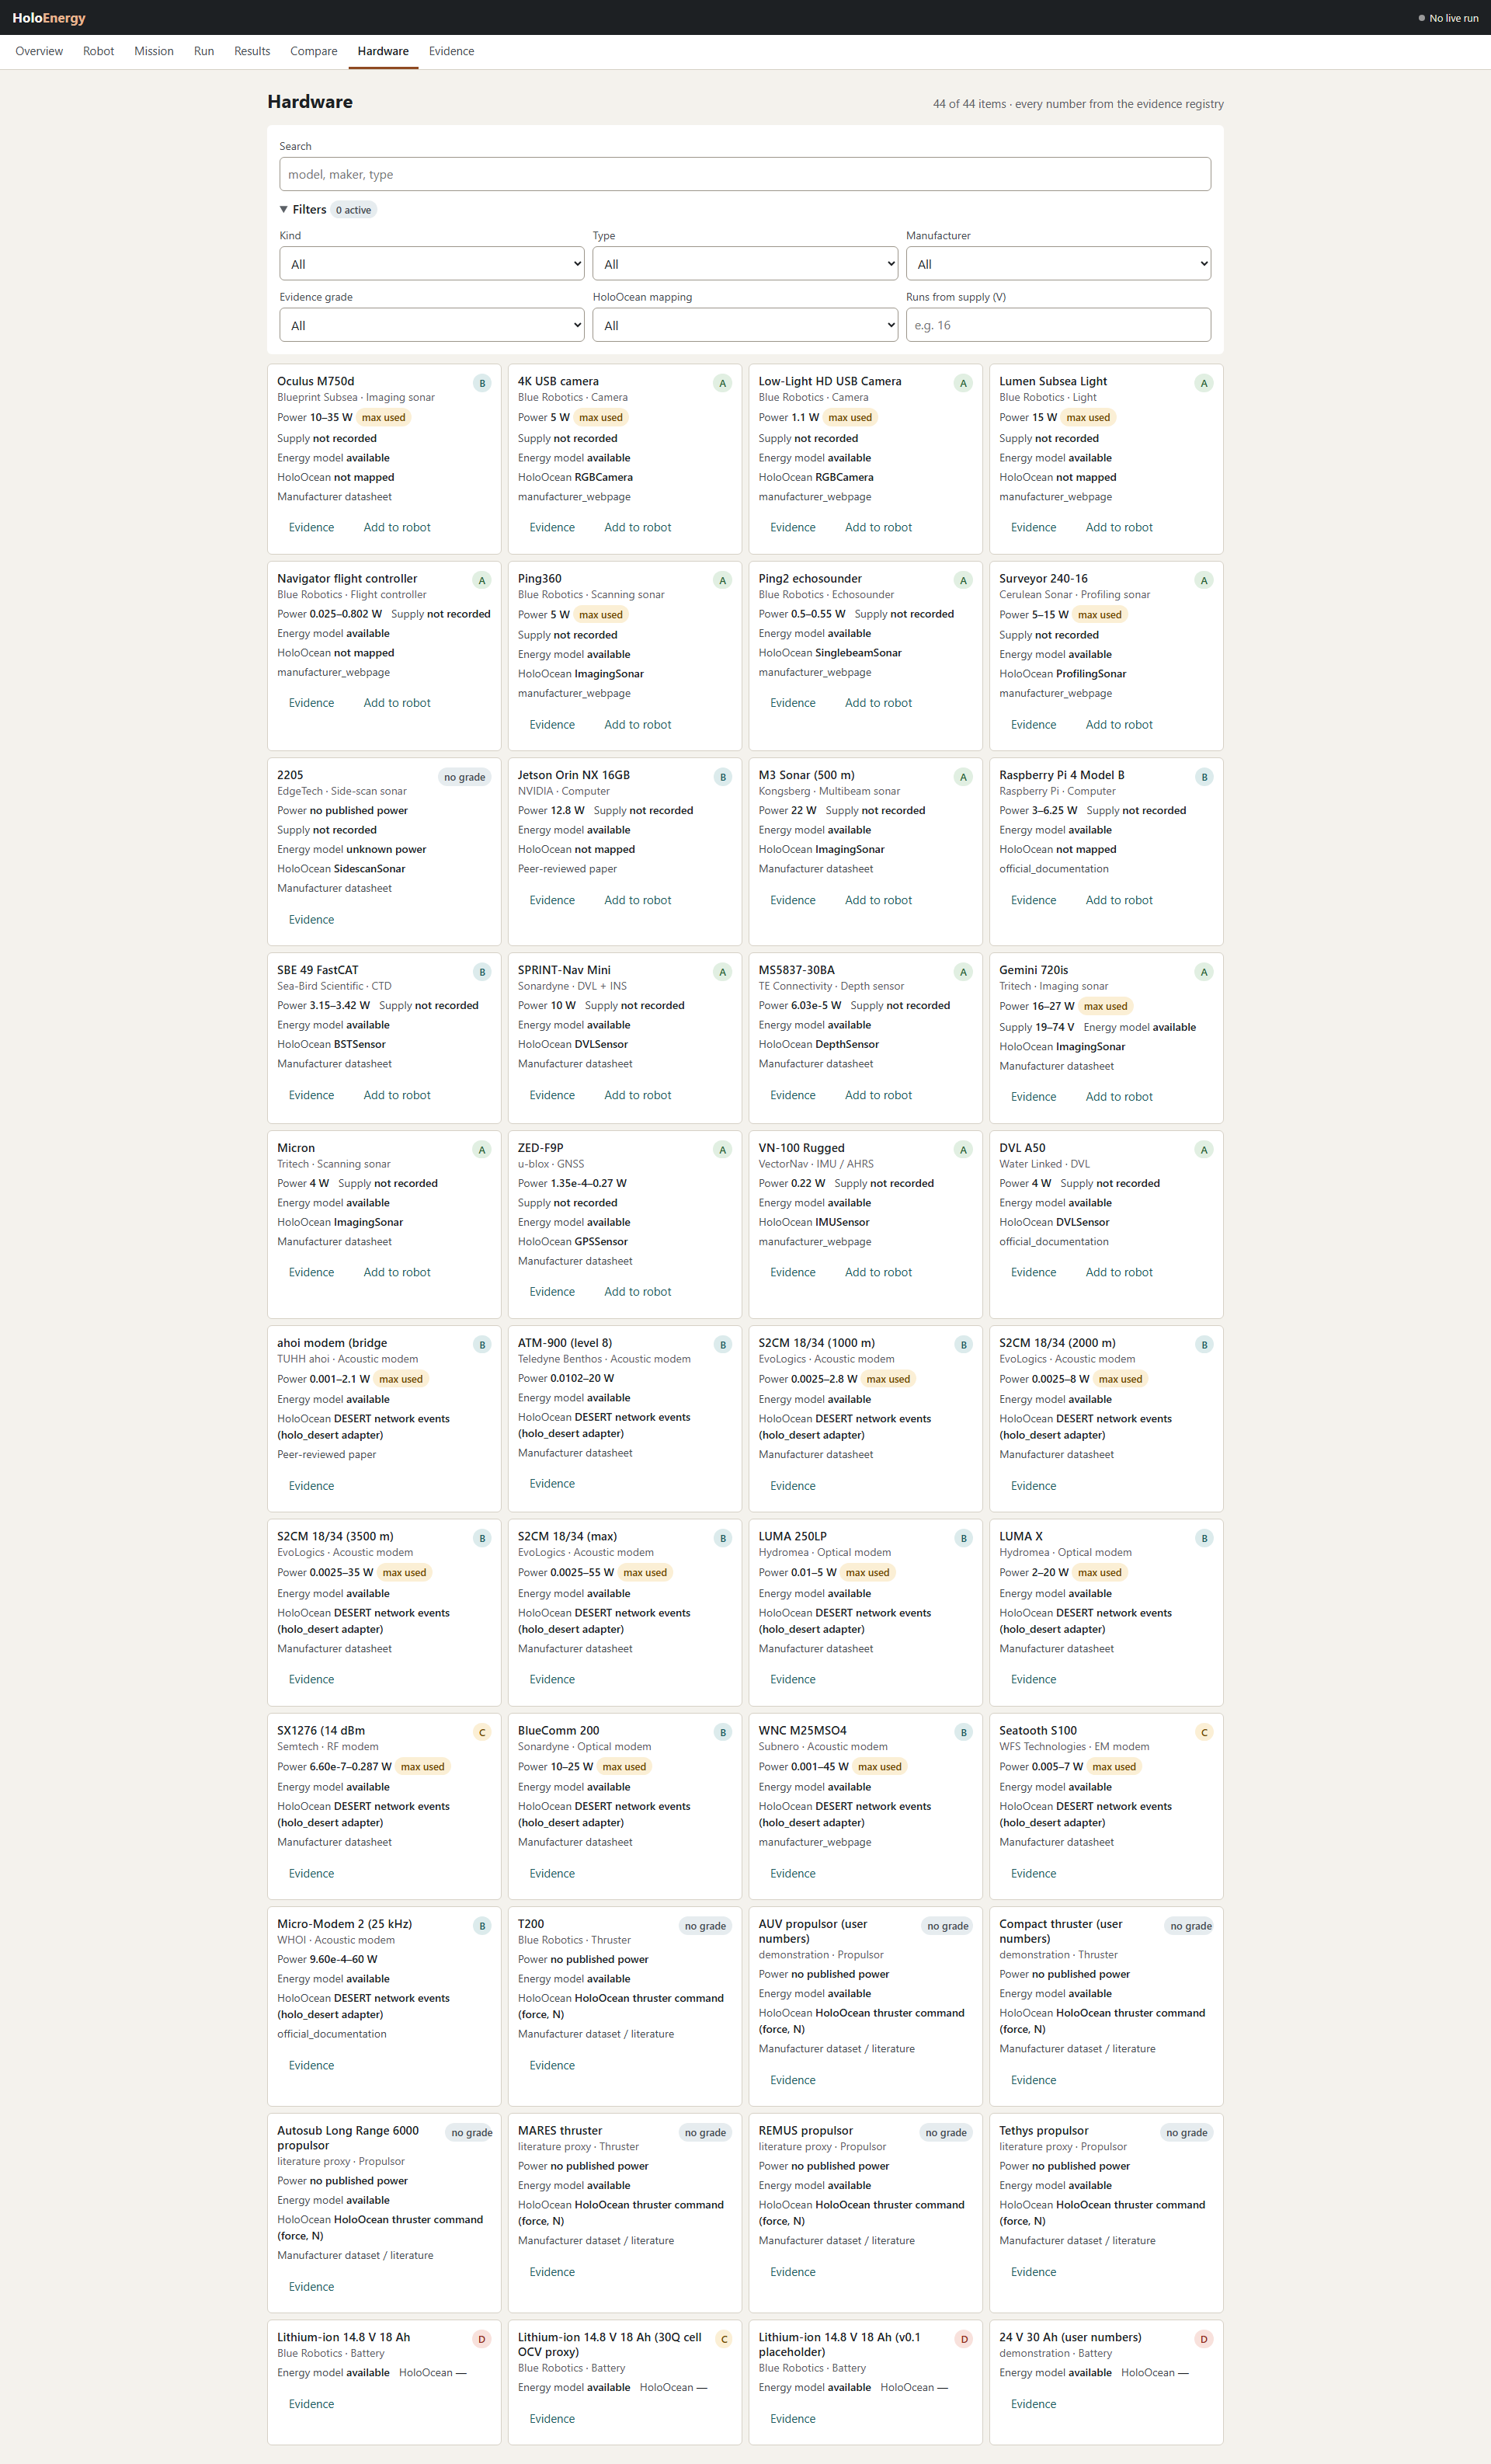 HoloEnergy
No live run
Overview Robot Mission Run Results Compare Hardware Evidence
Hardware
44 of 44 items · every number from the evidence registry
Search
model, maker, type
▼ Filters 0 active
Kind Type Manufacturer
All All All
Evidence grade HoloOcean mapping Runs from supply (V)
All All e.g. 16
Oculus M750d B
Blueprint Subsea · Imaging sonar
Power 10–35 W max used
Supply not recorded
Energy model available
HoloOcean not mapped
Manufacturer datasheet
Evidence Add to robot
4K USB camera A
Blue Robotics · Camera
Power 5 W max used
Supply not recorded
Energy model available
HoloOcean RGBCamera
manufacturer_webpage
Evidence Add to robot
Low-Light HD USB Camera A
Blue Robotics · Camera
Power 1.1 W max used
Supply not recorded
Energy model available
HoloOcean RGBCamera
manufacturer_webpage
Evidence Add to robot
Lumen Subsea Light A
Blue Robotics · Light
Power 15 W max used
Supply not recorded
Energy model available
HoloOcean not mapped
manufacturer_webpage
Evidence Add to robot
Navigator flight controller A
Blue Robotics · Flight controller
Power 0.025–0.802 W Supply not recorded
Energy model available
HoloOcean not mapped
manufacturer_webpage
Evidence Add to robot
Ping360 A
Blue Robotics · Scanning sonar
Power 5 W max used
Supply not recorded
Energy model available
HoloOcean ImagingSonar
manufacturer_webpage
Evidence Add to robot
Ping2 echosounder A
Blue Robotics · Echosounder
Power 0.5–0.55 W Supply not recorded
Energy model available
HoloOcean SinglebeamSonar
manufacturer_webpage
Evidence Add to robot
Surveyor 240-16 A
Cerulean Sonar · Profiling sonar
Power 5–15 W max used
Supply not recorded
Energy model available
HoloOcean ProfilingSonar
manufacturer_webpage
Evidence Add to robot
2205 no grade
EdgeTech · Side-scan sonar
Power no published power
Supply not recorded
Energy model unknown power
HoloOcean SidescanSonar
Manufacturer datasheet
Evidence
Jetson Orin NX 16GB B
NVIDIA · Computer
Power 12.8 W Supply not recorded
Energy model available
HoloOcean not mapped
Peer-reviewed paper
Evidence Add to robot
M3 Sonar (500 m) A
Kongsberg · Multibeam sonar
Power 22 W Supply not recorded
Energy model available
HoloOcean ImagingSonar
Manufacturer datasheet
Evidence Add to robot
Raspberry Pi 4 Model B B
Raspberry Pi · Computer
Power 3–6.25 W Supply not recorded
Energy model available
HoloOcean not mapped
official_documentation
Evidence Add to robot
SBE 49 FastCAT B
Sea-Bird Scientific · CTD
Power 3.15–3.42 W Supply not recorded
Energy model available
HoloOcean BSTSensor
Manufacturer datasheet
Evidence Add to robot
SPRINT-Nav Mini A
Sonardyne · DVL + INS
Power 10 W Supply not recorded
Energy model available
HoloOcean DVLSensor
Manufacturer datasheet
Evidence Add to robot
MS5837-30BA A
TE Connectivity · Depth sensor
Power 6.03e-5 W Supply not recorded
Energy model available
HoloOcean DepthSensor
Manufacturer datasheet
Evidence Add to robot
Gemini 720is A
Tritech · Imaging sonar
Power 16–27 W max used
Supply 19–74 V Energy model available
HoloOcean ImagingSonar
Manufacturer datasheet
Evidence Add to robot
Micron A
Tritech · Scanning sonar
Power 4 W Supply not recorded
Energy model available
HoloOcean ImagingSonar
Manufacturer datasheet
Evidence Add to robot
ZED-F9P A
u-blox · GNSS
Power 1.35e-4–0.27 W
Supply not recorded
Energy model available
HoloOcean GPSSensor
Manufacturer datasheet
Evidence Add to robot
VN-100 Rugged A
VectorNav · IMU / AHRS
Power 0.22 W Supply not recorded
Energy model available
HoloOcean IMUSensor
manufacturer_webpage
Evidence Add to robot
DVL A50 A
Water Linked · DVL
Power 4 W Supply not recorded
Energy model available
HoloOcean DVLSensor
official_documentation
Evidence Add to robot
ahoi modem (bridge B
TUHH ahoi · Acoustic modem
Power 0.001–2.1 W max used
Energy model available
HoloOcean DESERT network events
(holo_desert adapter)
Peer-reviewed paper
Evidence
ATM-900 (level 8) B
Teledyne Benthos · Acoustic modem
Power 0.0102–20 W
Energy model available
HoloOcean DESERT network events
(holo_desert adapter)
Manufacturer datasheet
Evidence
S2CM 18/34 (1000 m) B
EvoLogics · Acoustic modem
Power 0.0025–2.8 W max used
Energy model available
HoloOcean DESERT network events
(holo_desert adapter)
Manufacturer datasheet
Evidence
S2CM 18/34 (2000 m) B
EvoLogics · Acoustic modem
Power 0.0025–8 W max used
Energy model available
HoloOcean DESERT network events
(holo_desert adapter)
Manufacturer datasheet
Evidence
S2CM 18/34 (3500 m) B
EvoLogics · Acoustic modem
Power 0.0025–35 W max used
Energy model available
HoloOcean DESERT network events
(holo_desert adapter)
Manufacturer datasheet
Evidence
S2CM 18/34 (max) B
EvoLogics · Acoustic modem
Power 0.0025–55 W max used
Energy model available
HoloOcean DESERT network events
(holo_desert adapter)
Manufacturer datasheet
Evidence
LUMA 250LP B
Hydromea · Optical modem
Power 0.01–5 W max used
Energy model available
HoloOcean DESERT network events
(holo_desert adapter)
Manufacturer datasheet
Evidence
LUMA X B
Hydromea · Optical modem
Power 2–20 W max used
Energy model available
HoloOcean DESERT network events
(holo_desert adapter)
Manufacturer datasheet
Evidence
SX1276 (14 dBm C
Semtech · RF modem
Power 6.60e-7–0.287 W max used
Energy model available
HoloOcean DESERT network events
(holo_desert adapter)
Manufacturer datasheet
Evidence
BlueComm 200 B
Sonardyne · Optical modem
Power 10–25 W max used
Energy model available
HoloOcean DESERT network events
(holo_desert adapter)
Manufacturer datasheet
Evidence
WNC M25MSO4 B
Subnero · Acoustic modem
Power 0.001–45 W max used
Energy model available
HoloOcean DESERT network events
(holo_desert adapter)
manufacturer_webpage
Evidence
Seatooth S100 C
WFS Technologies · EM modem
Power 0.005–7 W max used
Energy model available
HoloOcean DESERT network events
(holo_desert adapter)
Manufacturer datasheet
Evidence
Micro-Modem 2 (25 kHz) B
WHOI · Acoustic modem
Power 9.60e-4–60 W
Energy model available
HoloOcean DESERT network events
(holo_desert adapter)
official_documentation
Evidence
T200 no grade
Blue Robotics · Thruster
Power no published power
Energy model available
HoloOcean HoloOcean thruster command
(force, N)
Manufacturer dataset / literature
Evidence
AUV propulsor (user no grade
numbers)
demonstration · Propulsor
Power no published power
Energy model available
HoloOcean HoloOcean thruster command
(force, N)
Manufacturer dataset / literature
Evidence
Compact thruster (user no grade
numbers)
demonstration · Thruster
Power no published power
Energy model available
HoloOcean HoloOcean thruster command
(force, N)
Manufacturer dataset / literature
Evidence
Autosub Long Range 6000 no grade
propulsor
literature proxy · Propulsor
Power no published power
Energy model available
HoloOcean HoloOcean thruster command
(force, N)
Manufacturer dataset / literature
Evidence
MARES thruster no grade
literature proxy · Thruster
Power no published power
Energy model available
HoloOcean HoloOcean thruster command
(force, N)
Manufacturer dataset / literature
Evidence
REMUS propulsor no grade
literature proxy · Propulsor
Power no published power
Energy model available
HoloOcean HoloOcean thruster command
(force, N)
Manufacturer dataset / literature
Evidence
Tethys propulsor no grade
literature proxy · Propulsor
Power no published power
Energy model available
HoloOcean HoloOcean thruster command
(force, N)
Manufacturer dataset / literature
Evidence
Lithium-ion 14.8 V 18 Ah D
Blue Robotics · Battery
Energy model available HoloOcean —
Evidence
Lithium-ion 14.8 V 18 Ah (30Q cell C
OCV proxy)
Blue Robotics · Battery
Energy model available HoloOcean —
Evidence
Lithium-ion 14.8 V 18 Ah (v0.1 D
placeholder)
Blue Robotics · Battery
Energy model available HoloOcean —
Evidence
24 V 30 Ah (user numbers) D
demonstration · Battery
Energy model available HoloOcean —
Evidence